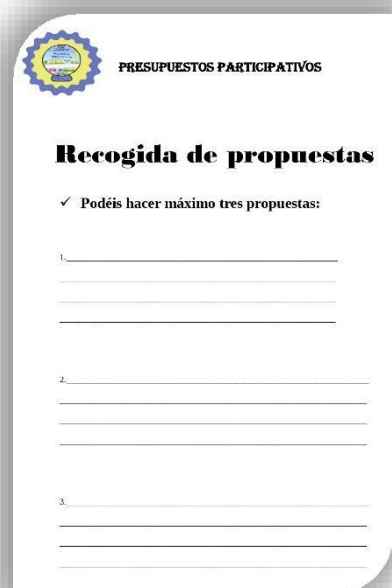 PRESUPUESTOS PARTICIPATIVOS
Recogida de propuestas
✓ Podéis hacer máximo tres propuestas:
1.
2.
3.